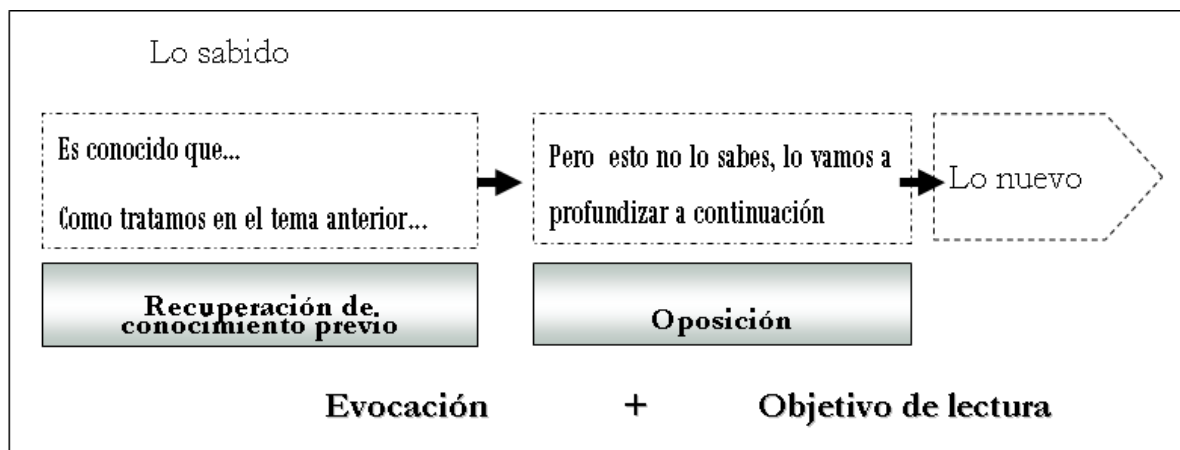 Lo sabido
Es conocido que...
Como tratamos en el tema anterior...
Pero esto no lo sabes, lo vamos a
profundizar a continuación
Lo nuevo
Recuperación de
conocimiento previo
Oposición
Evocación + Objetivo de lectura